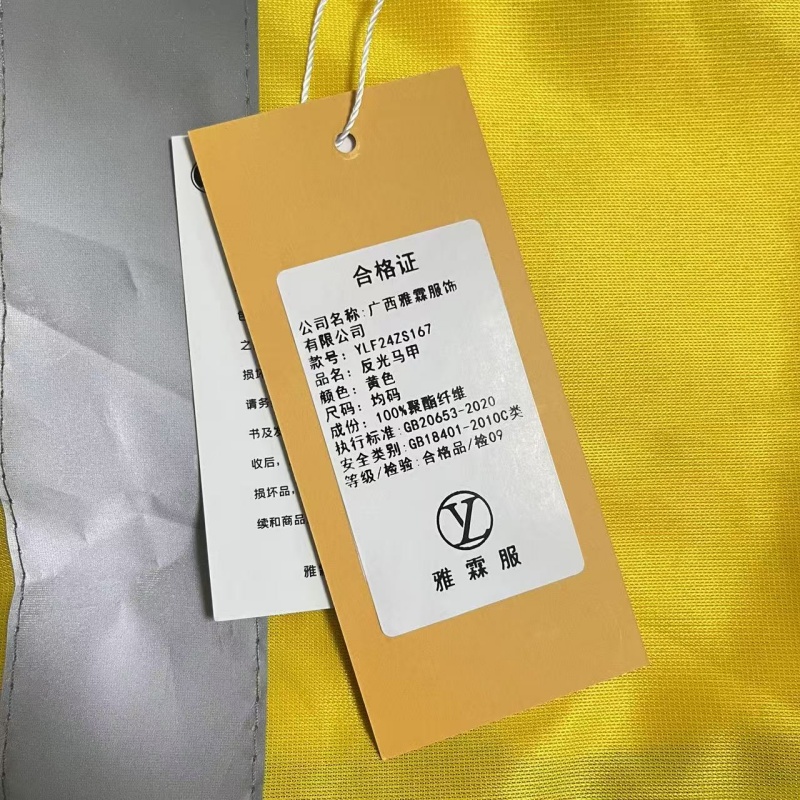 合格证
公司名称:广西雅霖服饰
有限公司
款号: YLF24ZS167
品名: 反光马甲
颜色: 黄色
尺码: 均码
成份: 100%聚酯纤维
执行标准:GB20653-2020
安全类别:GB18401-2010C类
等级/检验:合格品/检09
YL
雅霖服
之
损坏
请务
书及发
收后,
损坏品,
续和商品
雅